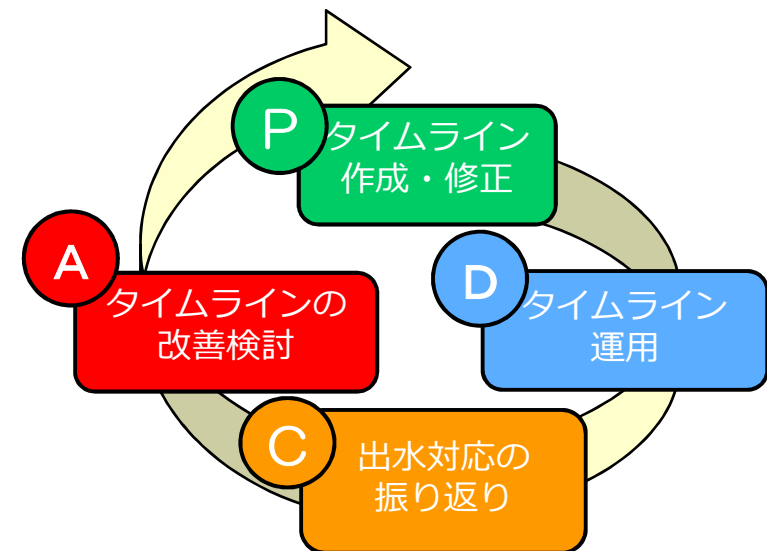 P
タイムライン
作成・修正
D
タイムライン
運用
C
出水対応の
振り返り
A
タイムラインの
改善検討